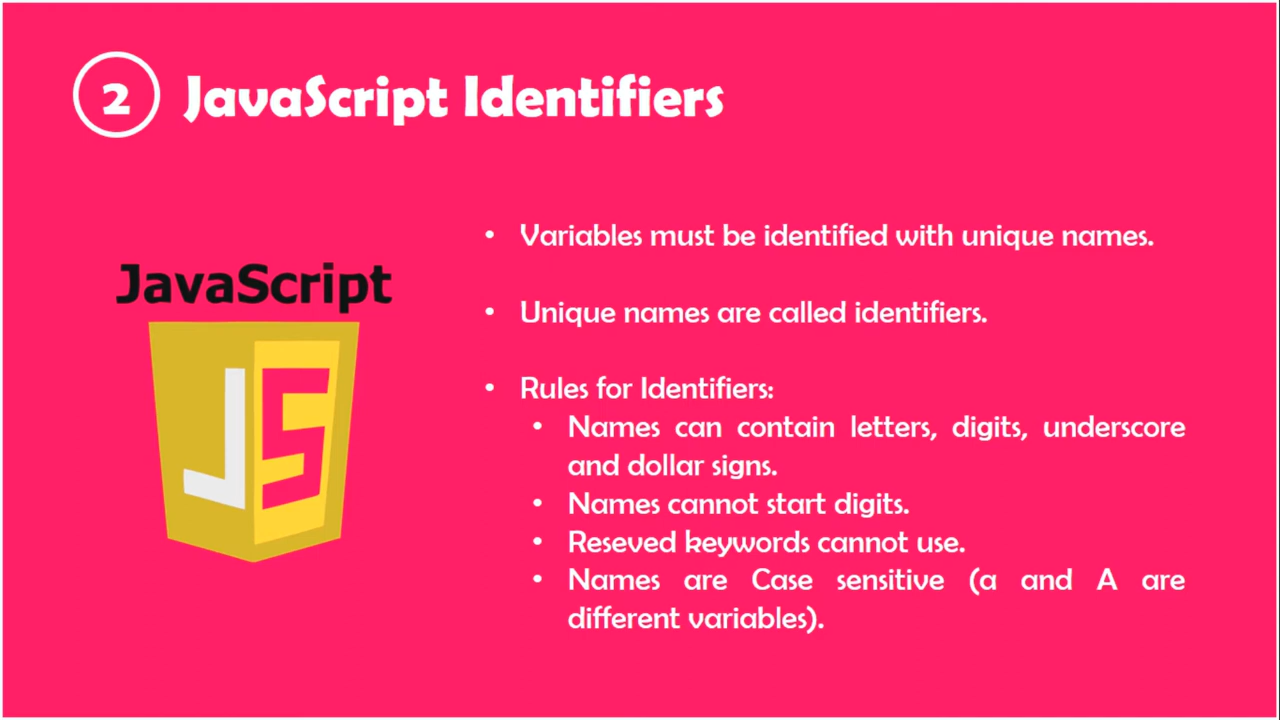 2 JavaScript Identifiers
JavaScript
JS
• Variables must be identified with unique names.
• Unique names are called identifiers.
• Rules for Identifiers:
• Names can contain letters, digits, underscore
and dollar signs.
• Names cannot start digits.
• Reseved keywords cannot use.
• Names are Case sensitive (a and A are
different variables).